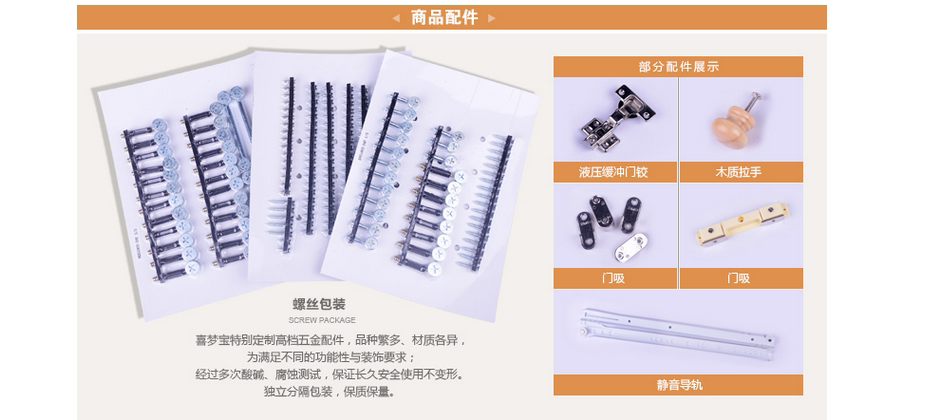 商品配件
部分配件展示
液压缓冲门铰
木质拉手
门吸
门吸
静音导轨
螺丝包装
SCREW PACKAGE
喜梦宝特别定制高档五金配件，品种繁多、材质各异，
为满足不同的功能性与装饰要求；
经过多次酸碱、腐蚀测试，保证长久安全使用不变形。
独立分隔包装，保质保量。